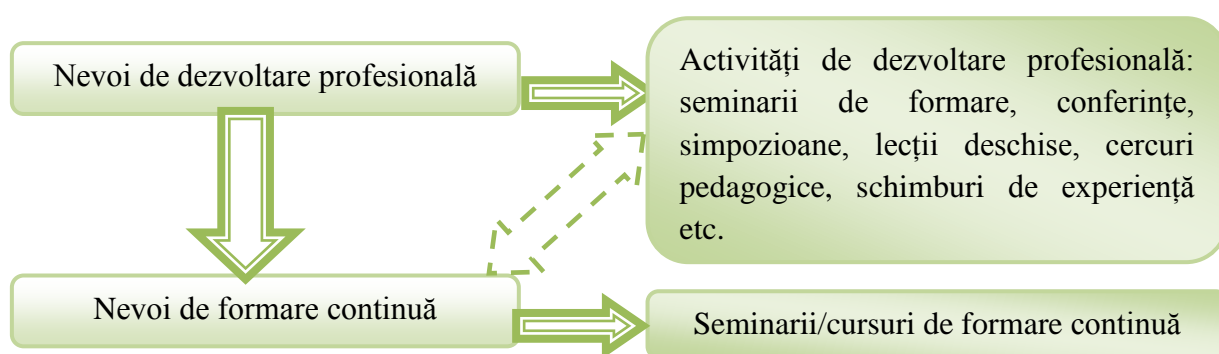 Nevoi de dezvoltare profesională
Activități de dezvoltare profesională:
seminarii de formare, conferințe,
simpozioane, lecții deschise, cercuri
pedagogice, schimburi de experiență
etc.
Nevoi de formare continuă
Seminarii/cursuri de formare continuă